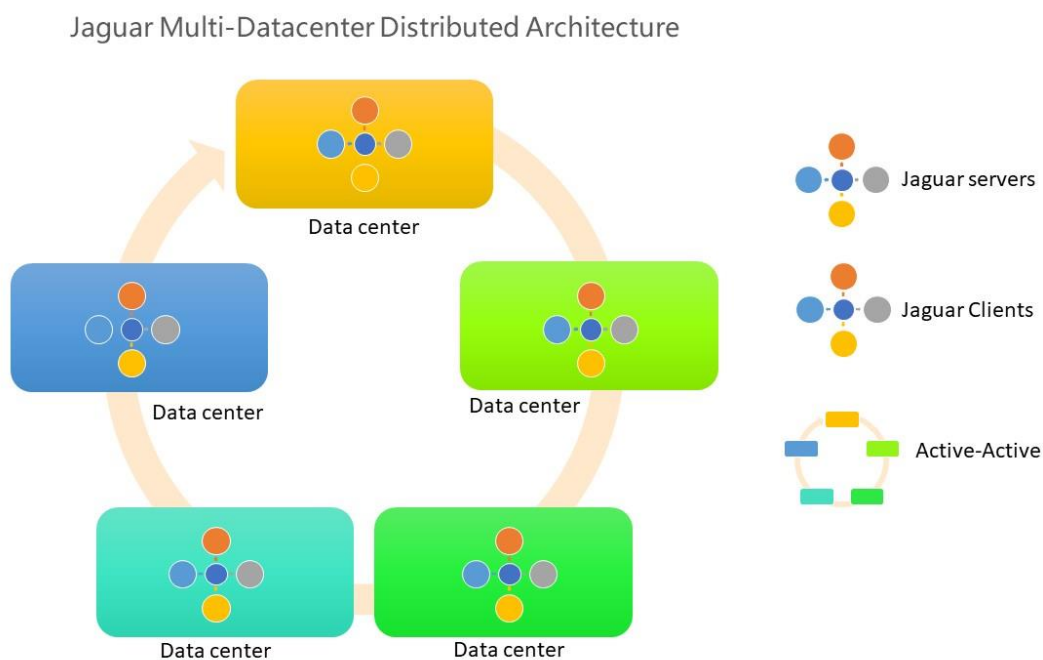 Jaguar Multi-Datacenter Distributed Architecture
Data center
Data center
Data center
Data center
Data center
Jaguar servers
Jaguar Clients
Active-Active